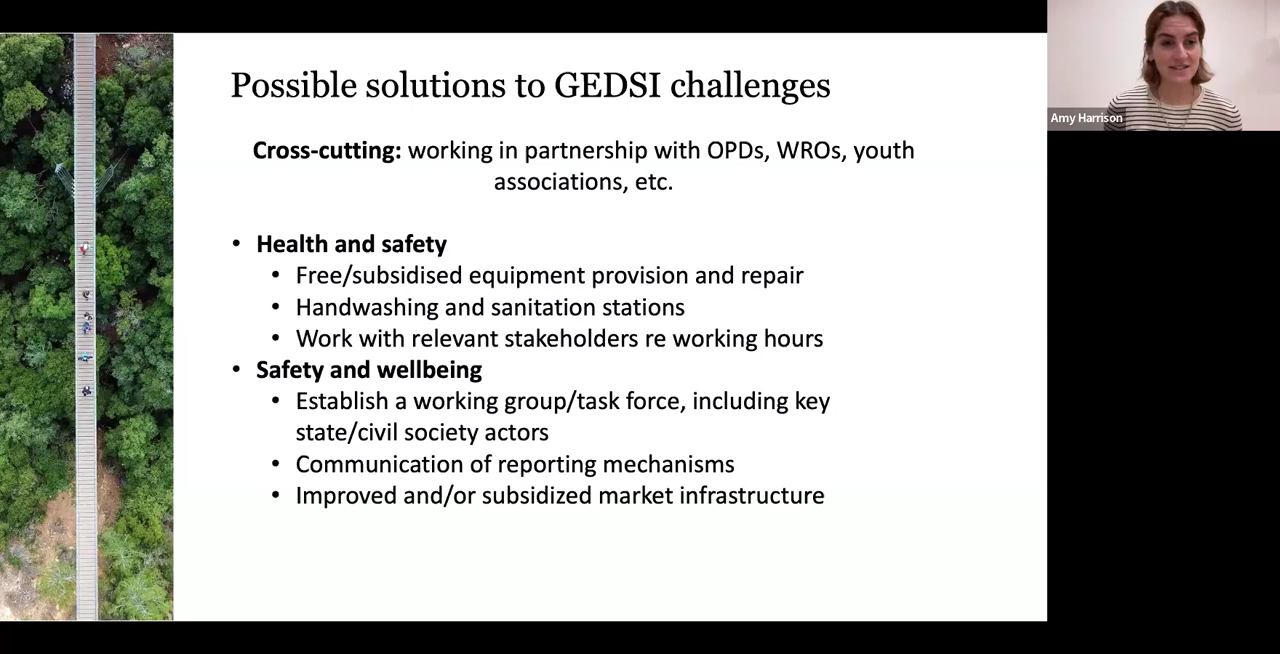 Possible solutions to GEDSI challenges
Cross-cutting: working in partnership with OPDs, WROs, youth
associations, etc.
• Health and safety
• Free/subsidised equipment provision and repair
• Handwashing and sanitation stations
• Work with relevant stakeholders re working hours
• Safety and wellbeing
• Establish a working group/task force, including key
state/civil society actors
• Communication of reporting mechanisms
• Improved and/or subsidized market infrastructure
Amy Harrison